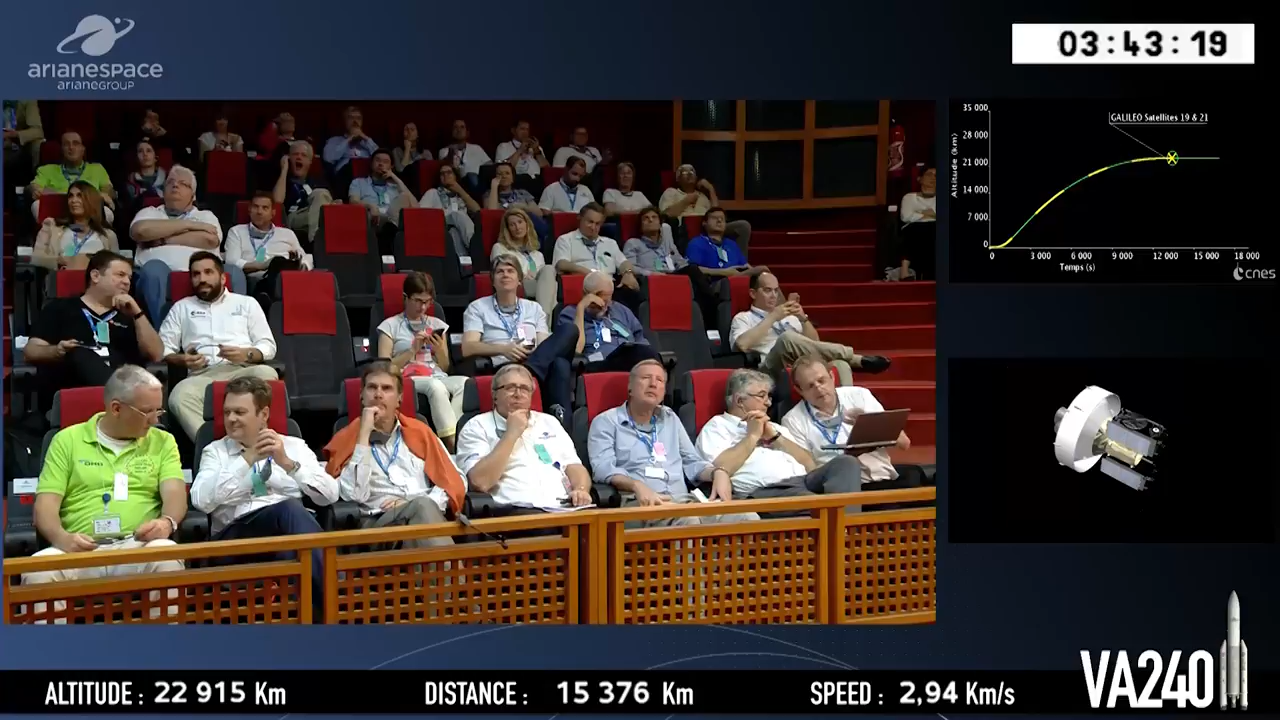 arianespace
arianeGROUP
03:43:19
35 000
28 000
21 000
14 000
7 000
0
Altitude (km)
GALILEO Satellites 19 & 21
0 3 000 6 000 9 000 12 000 15 000 18 000
Temps (s)
cnes
ALTITUDE : 22 915 Km
DISTANCE : 15 376 Km
SPEED : 2,94 Km/s
VA240